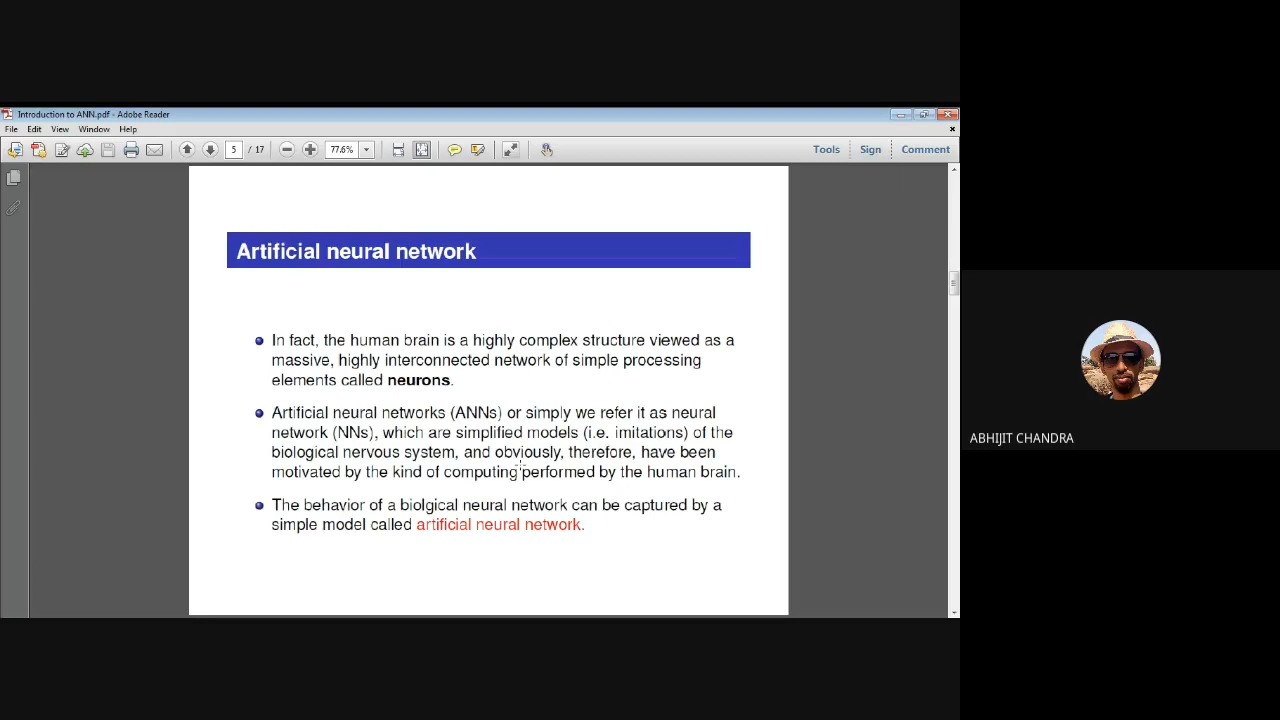 Introduction to ANN.pdf - Adobe Reader
File Edit View Window Help
5 / 17 77.6% Tools Sign Comment
Artificial neural network
In fact, the human brain is a highly complex structure viewed as a
massive, highly interconnected network of simple processing
elements called neurons.
Artificial neural networks (ANNs) or simply we refer it as neural
network (NNs), which are simplified models (i.e. imitations) of the
biological nervous system, and obviously, therefore, have been
motivated by the kind of computing performed by the human brain.
The behavior of a biolgical neural network can be captured by a
simple model called artificial neural network.
ABHIJIT CHANDRA